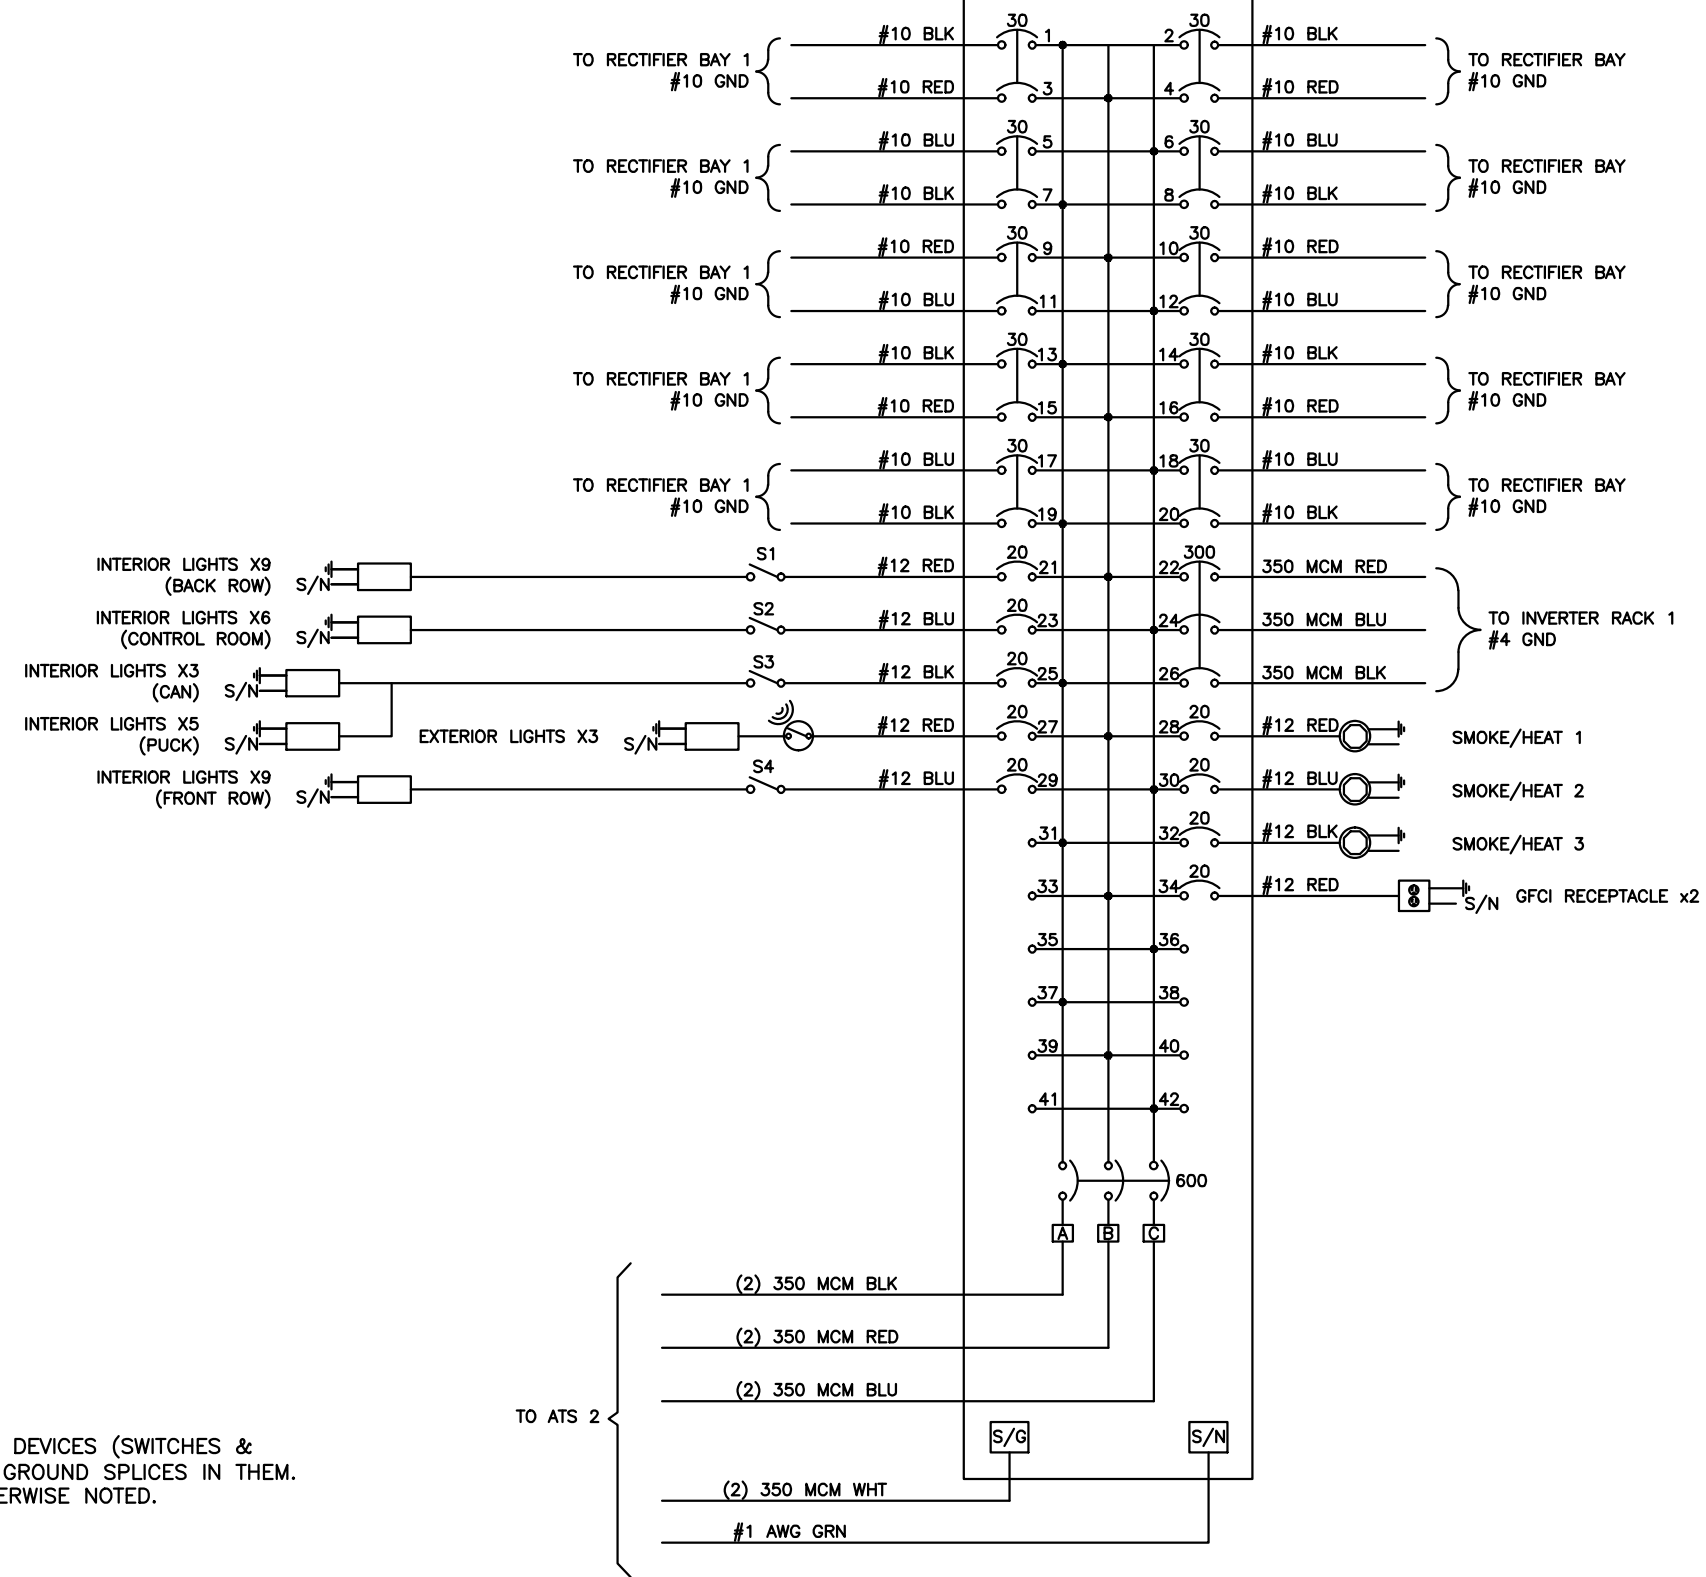 30 30
#10 BLK 1 2 #10 BLK
TO RECTIFIER BAY 1 TO RECTIFIER BAY
#10 GND #10 GND
#10 RED 3 4 #10 RED
30 30
#10 BLU 5 6 #10 BLU
TO RECTIFIER BAY 1 TO RECTIFIER BAY
#10 GND #10 GND
#10 BLK 7 8 #10 BLK
30 30
#10 RED 9 10 #10 RED
TO RECTIFIER BAY 1 TO RECTIFIER BAY
#10 GND #10 GND
#10 BLU 11 12 #10 BLU
30 30
#10 BLK 13 14 #10 BLK
TO RECTIFIER BAY 1 TO RECTIFIER BAY
#10 GND #10 GND
#10 RED 15 16 #10 RED
30 30
#10 BLU 17 18 #10 BLU
TO RECTIFIER BAY 1 TO RECTIFIER BAY
#10 GND #10 GND
#10 BLK 19 20 #10 BLK
S1 20 300
INTERIOR LIGHTS X9 #12 RED 21 22 350 MCM RED
(BACK ROW) S/N
S2 20
INTERIOR LIGHTS X6 #12 BLU 23 24 350 MCM BLU TO INVERTER RACK 1
(CONTROL ROOM) S/N #4 GND
S3 20
INTERIOR LIGHTS X3 #12 BLK 25 26 350 MCM BLK
(CAN) S/N
20 20
INTERIOR LIGHTS X5 #12 RED 27 28 #12 RED
(PUCK) S/N EXTERIOR LIGHTS X3 S/N SMOKE/HEAT 1
S4 20 20
INTERIOR LIGHTS X9 #12 BLU 29 30 #12 BLU
(FRONT ROW) S/N SMOKE/HEAT 2
20
31 32 #12 BLK
SMOKE/HEAT 3
20
33 34 #12 RED
S/N GFCI RECEPTACLE x2
35 36
37 38
39 40
41 42
600
A B C
(2) 350 MCM BLK
(2) 350 MCM RED
(2) 350 MCM BLU
TO ATS 2
S/G S/N
(2) 350 MCM WHT
#1 AWG GRN
DEVICES (SWITCHES &
GROUND SPLICES IN THEM.
ERWISE NOTED.